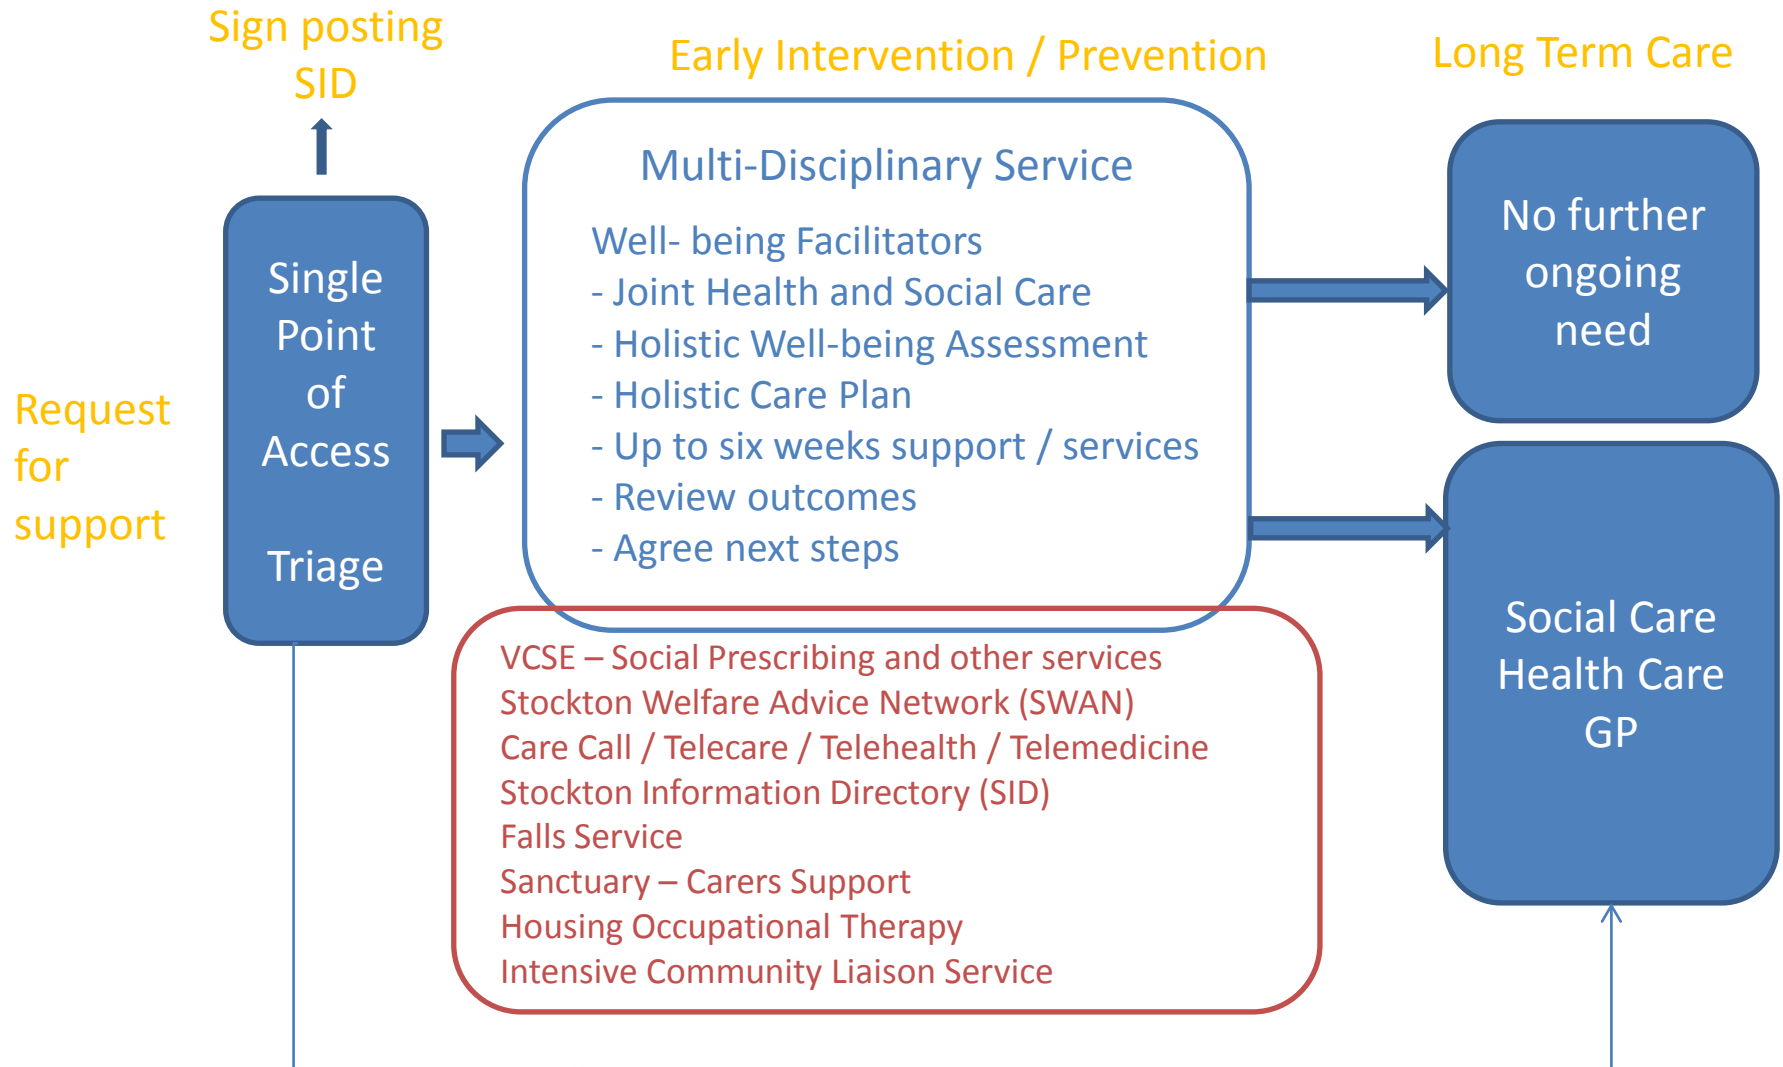 Sign posting
SID
Early Intervention / Prevention
Long Term Care
Request
for
support
Single
Point
of
Access
Triage
Multi-Disciplinary Service
Well- being Facilitators
- Joint Health and Social Care
- Holistic Well-being Assessment
- Holistic Care Plan
- Up to six weeks support / services
- Review outcomes
- Agree next steps
VCSE – Social Prescribing and other services
Stockton Welfare Advice Network (SWAN)
Care Call / Telecare / Telehealth / Telemedicine
Stockton Information Directory (SID)
Falls Service
Sanctuary – Carers Support
Housing Occupational Therapy
Intensive Community Liaison Service
No further
ongoing
need
Social Care
Health Care
GP